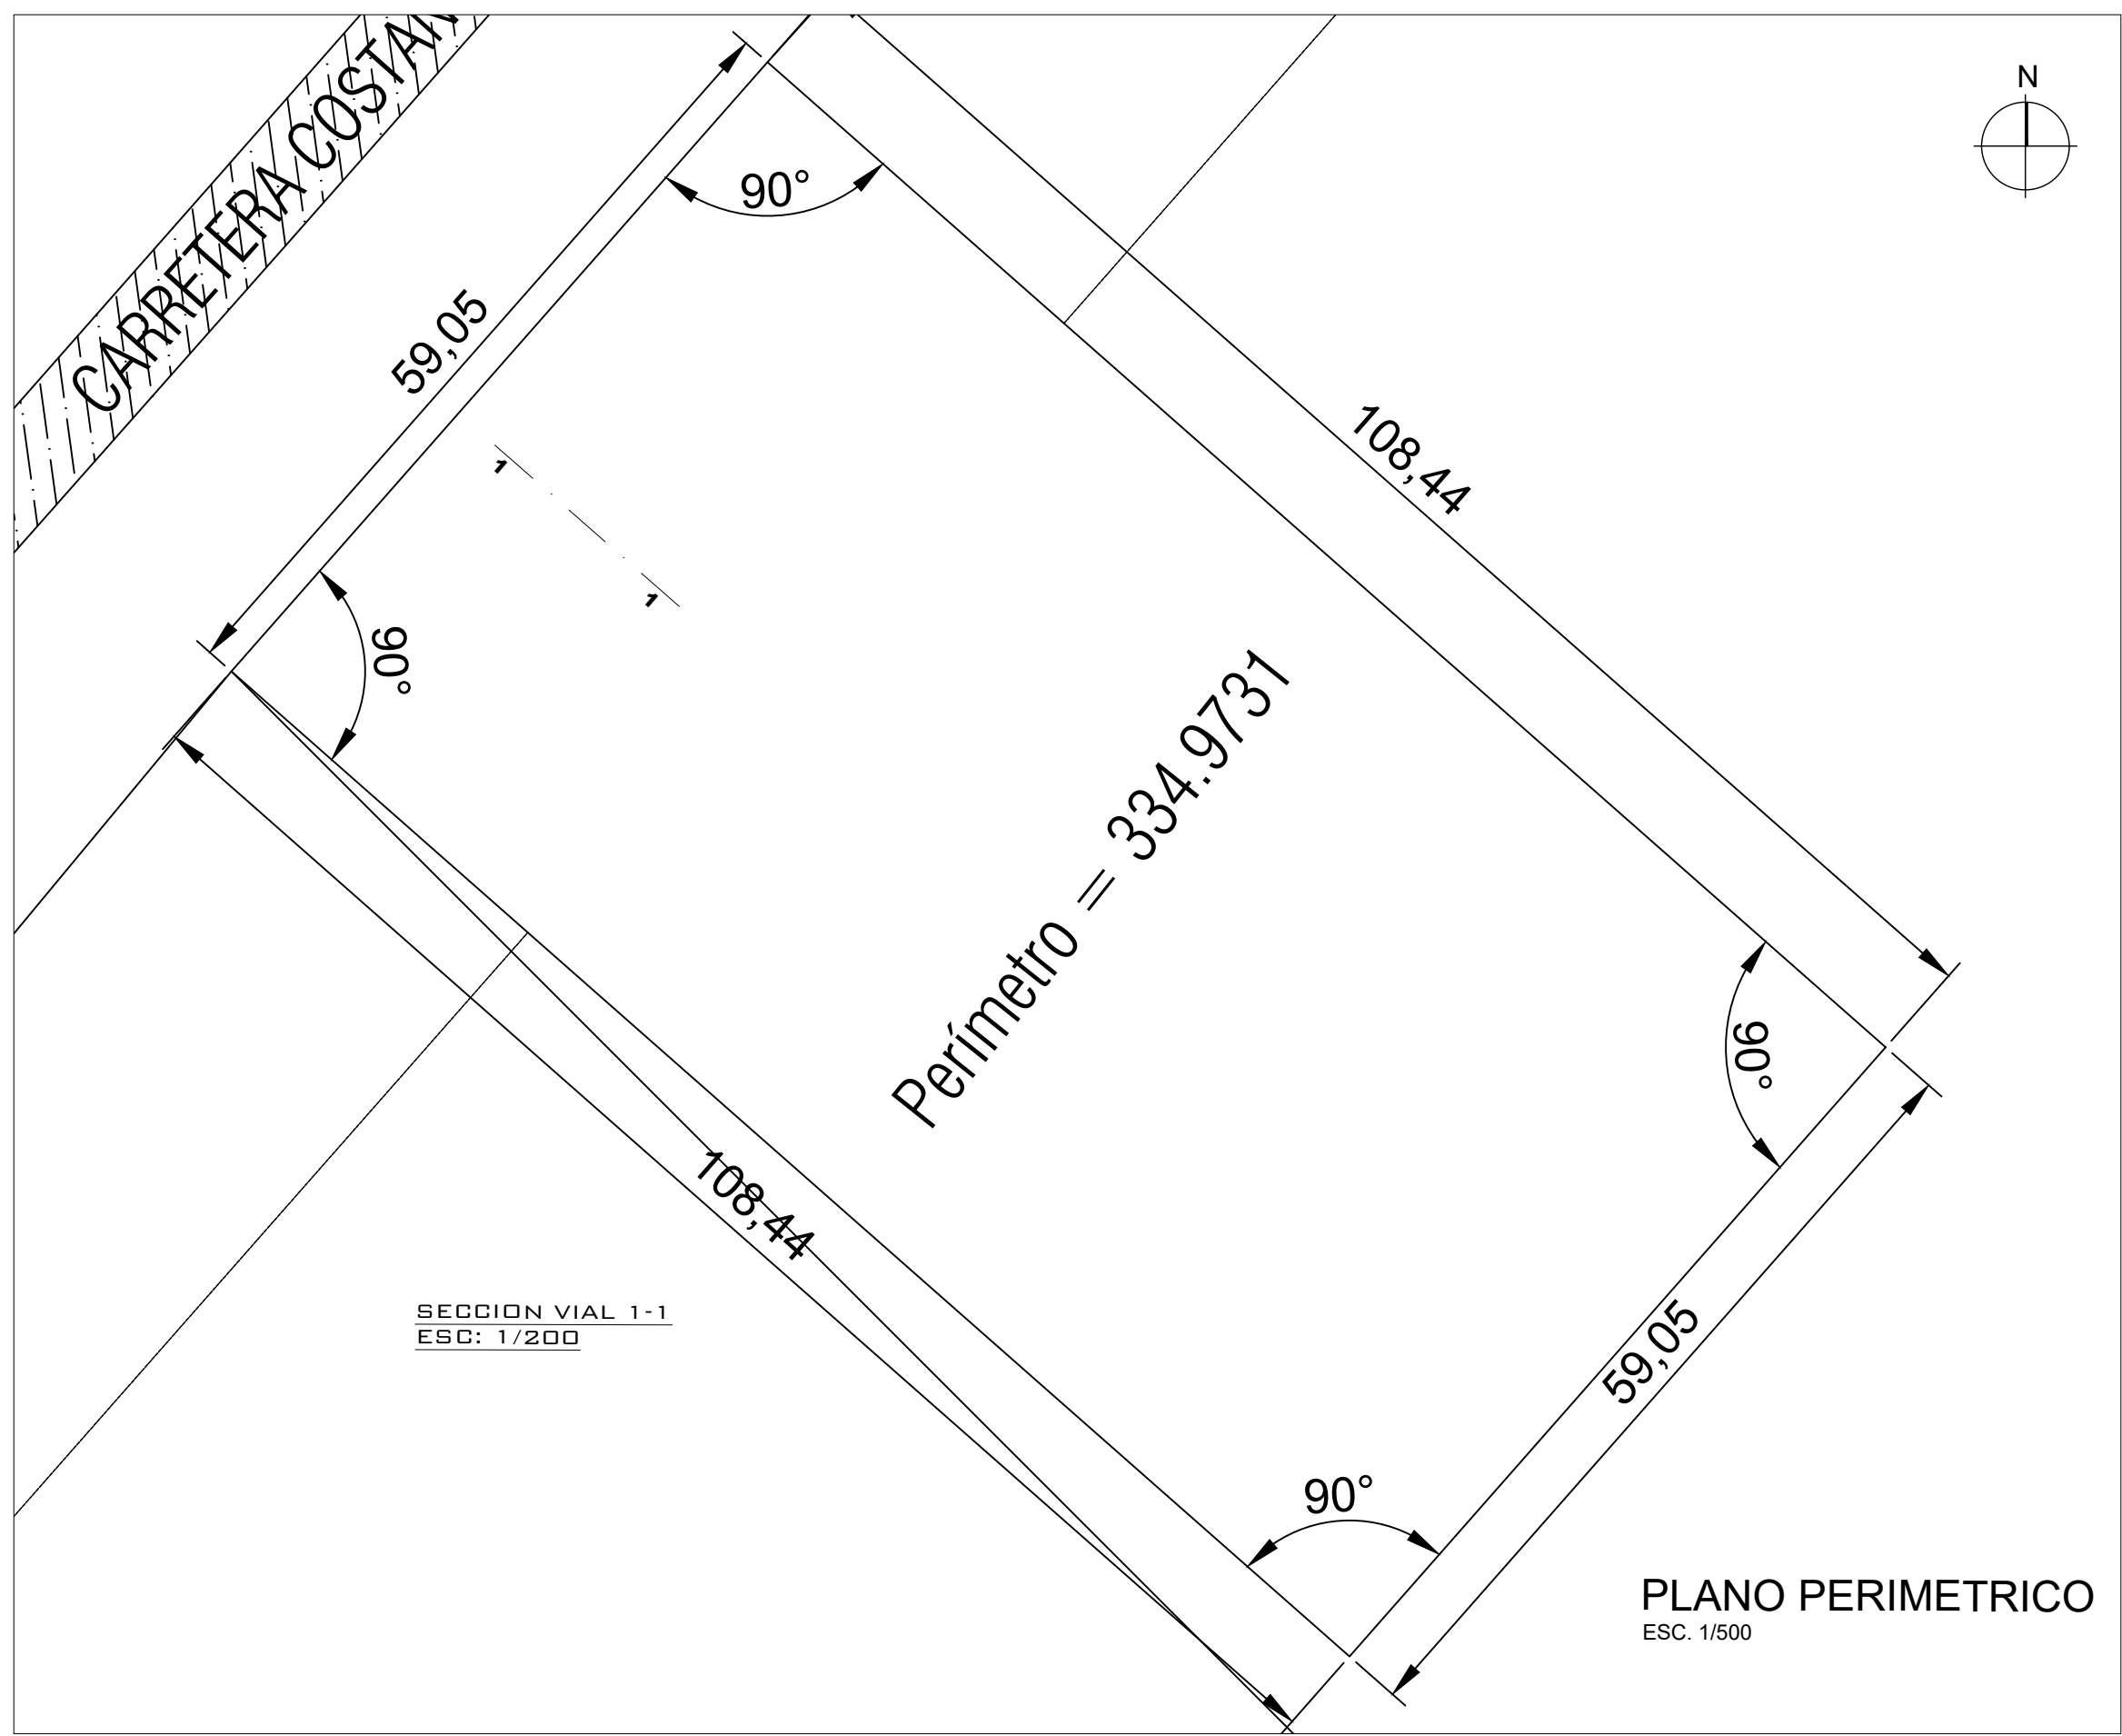 N
CARRETERA
90°
59,05
108,44
1
1
90°
Perímetro = 334.9731
90°
108,44
SECCION VIAL 1-1
ESC: 1/200
59,05
90°
PLANO PERIMETRICO
ESC. 1/500